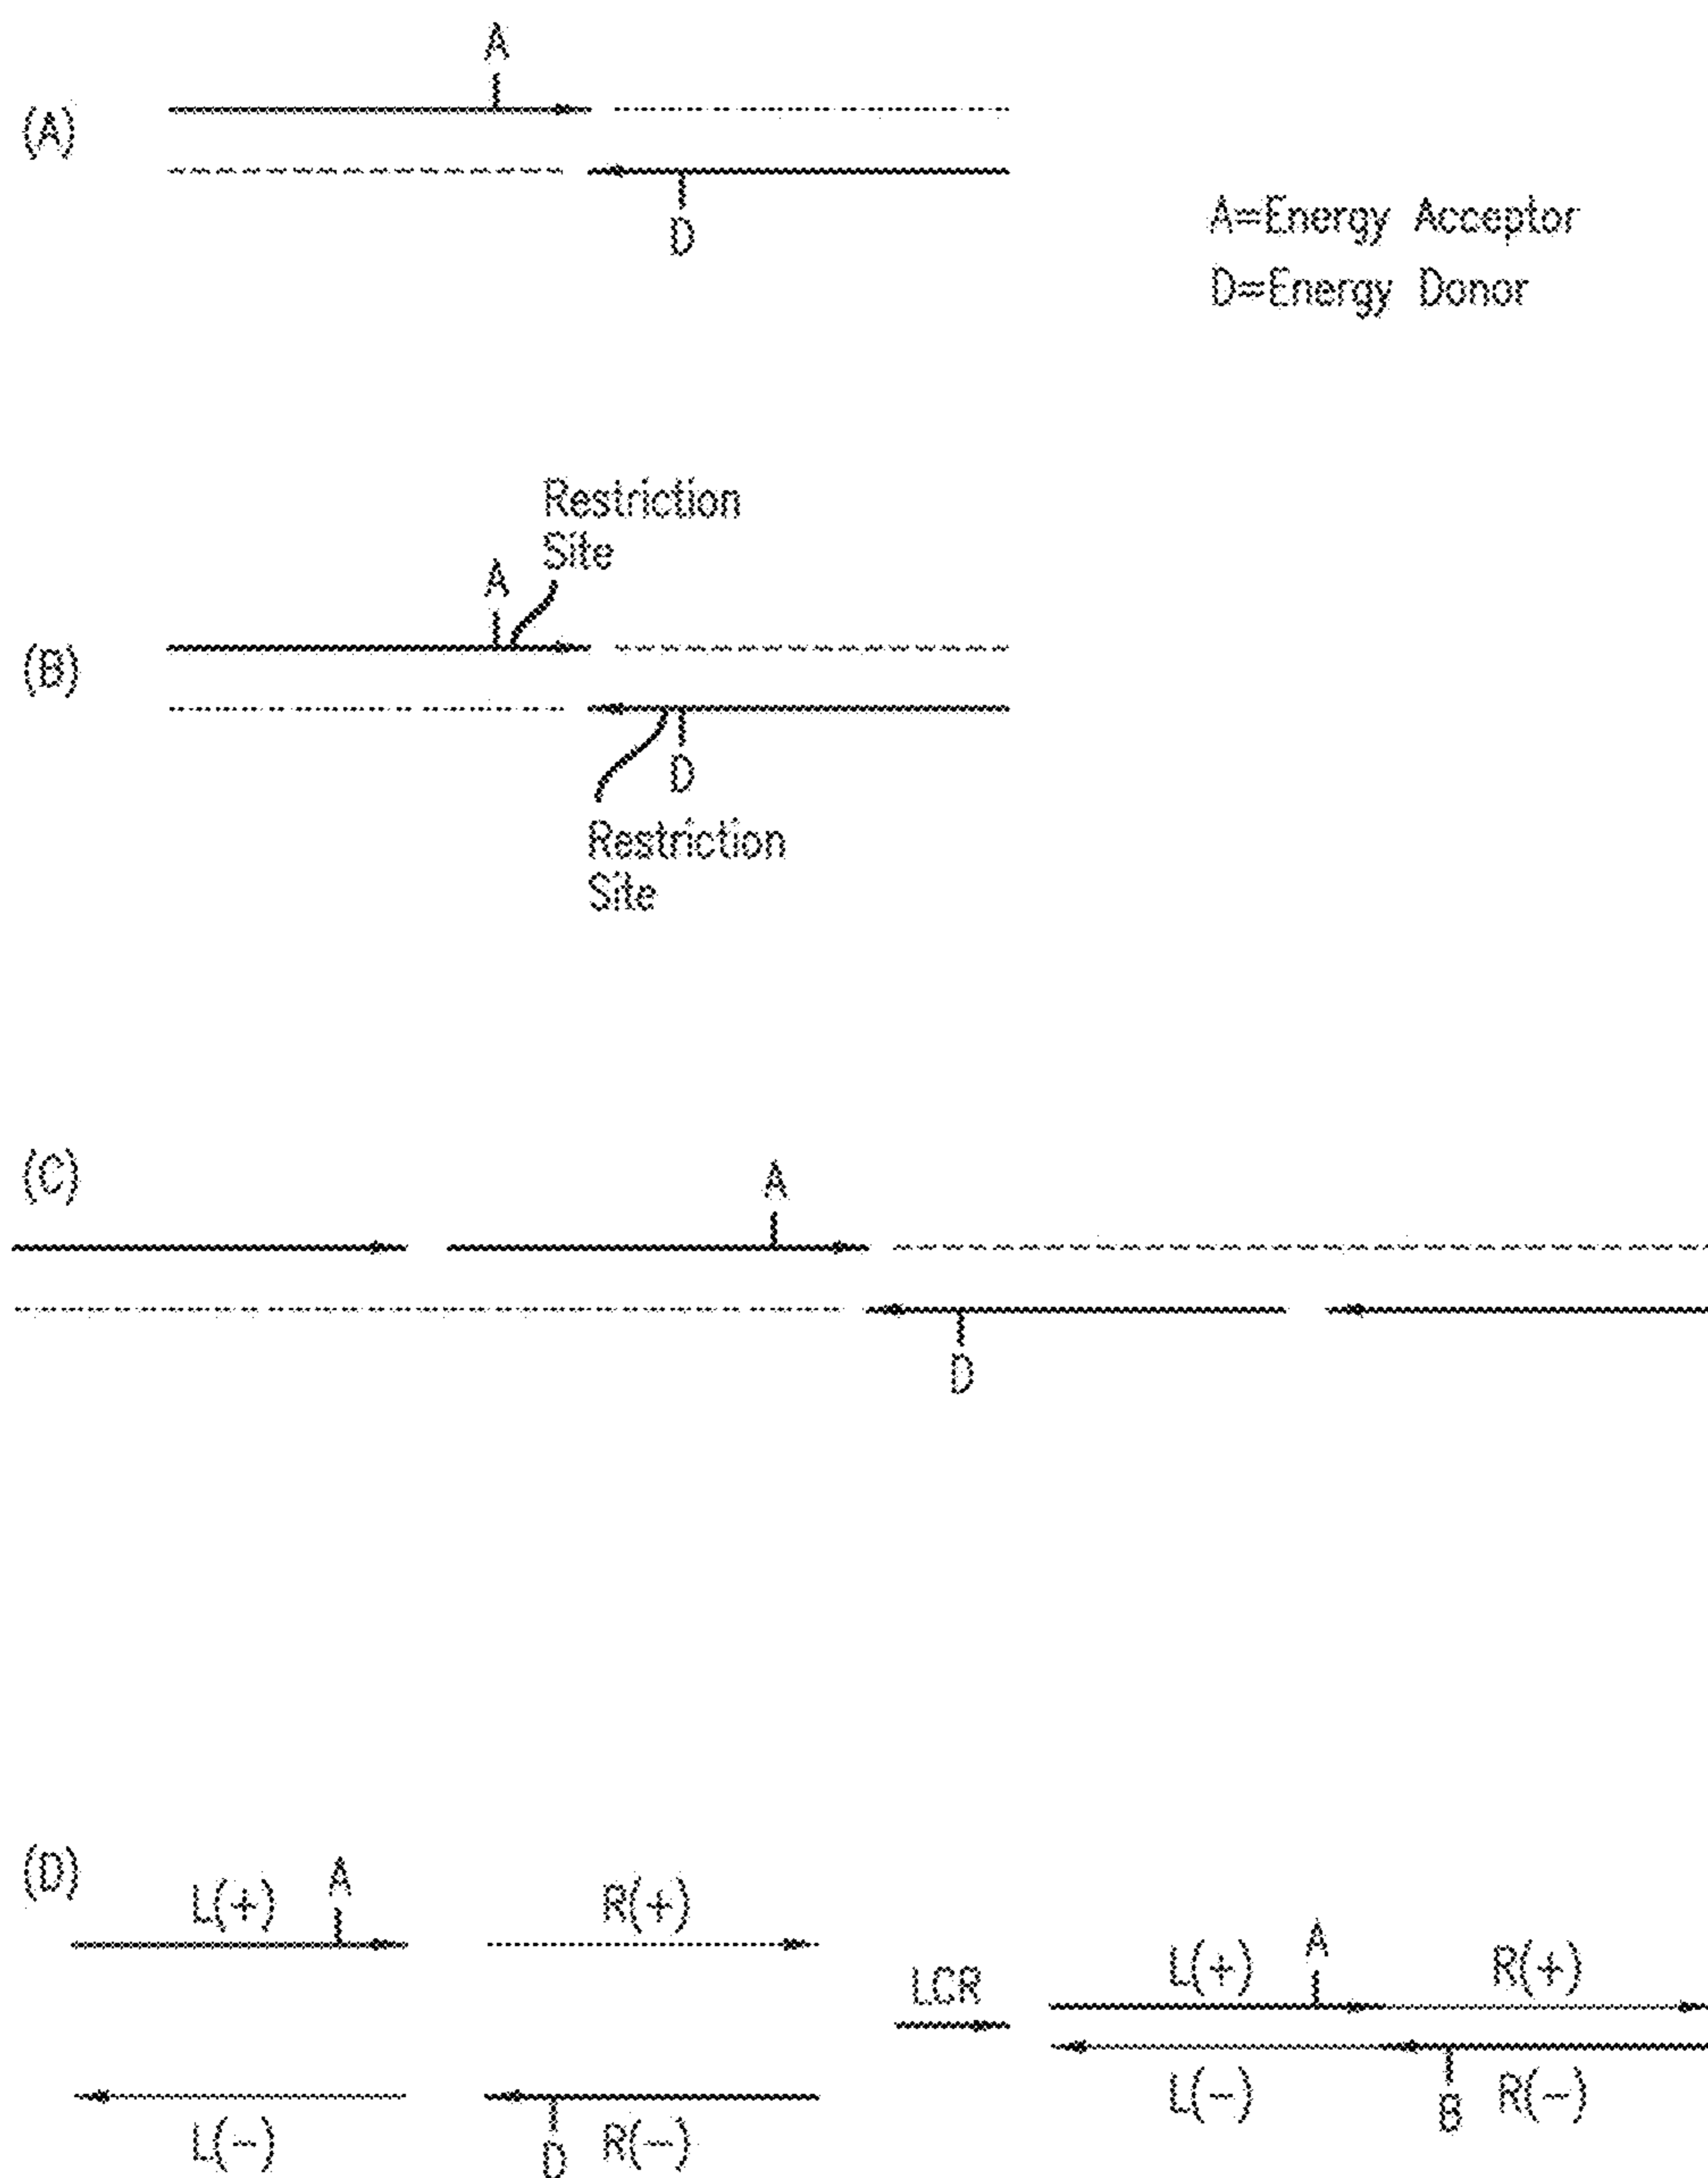 A
(A)
D
A=Energy Acceptor
D=Energy Donor
Restriction
Site
A
(B)
D
Restriction
Site
(C)
A
D
(D)
L(+)
A
R(+)
L(-)
D
R(-)
LCR
L(+)
A
R(+)
L(-)
B
R(-)